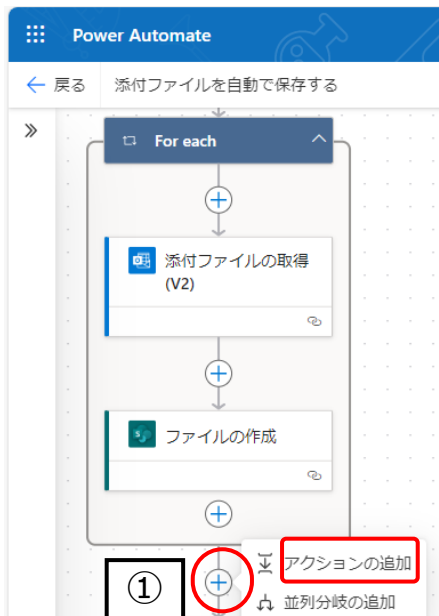 Power Automate
戻る 添付ファイルを自動で保存する
For each
添付ファイルの取得
(V2)
ファイルの作成
アクションの追加
①
並列分岐の追加